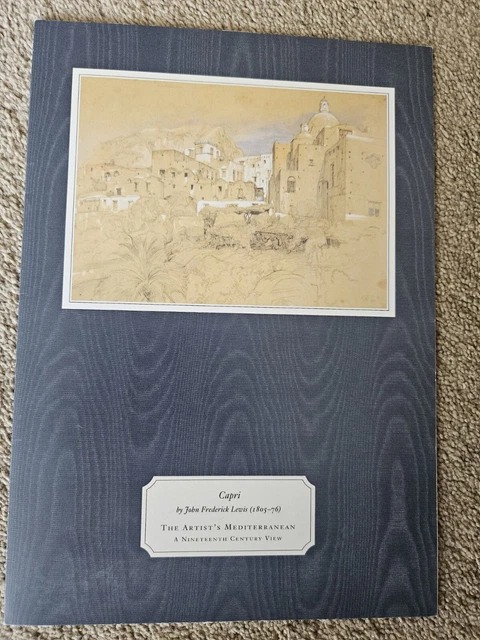 Capri
by John Frederick Lewis (1805–76)
The Artist's Mediterranean
A Nineteenth Century View